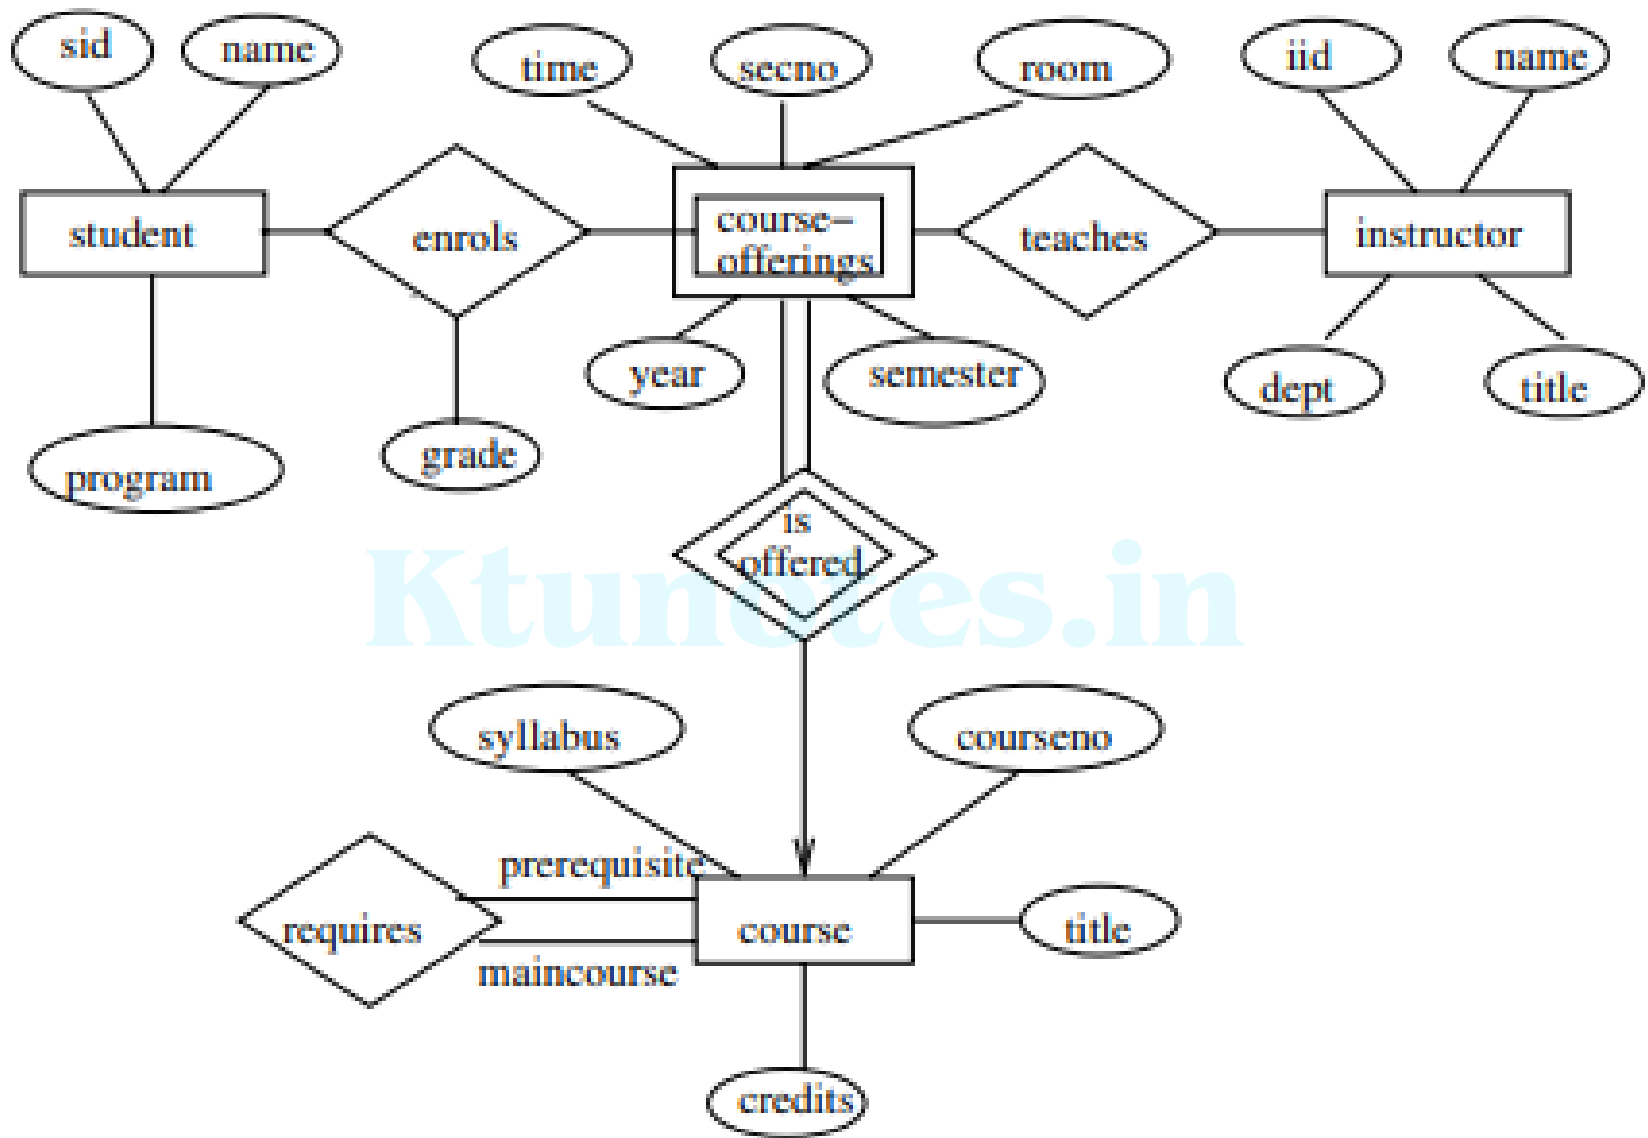 sid
name
time
secno
room
iid
name
student
enrols
course-
offerings
teaches
instructor
year
semester
dept
title
program
grade
is
offered
Ktunotes.in
syllabus
courseno
prerequisite
requires
course
title
maincourse
credits